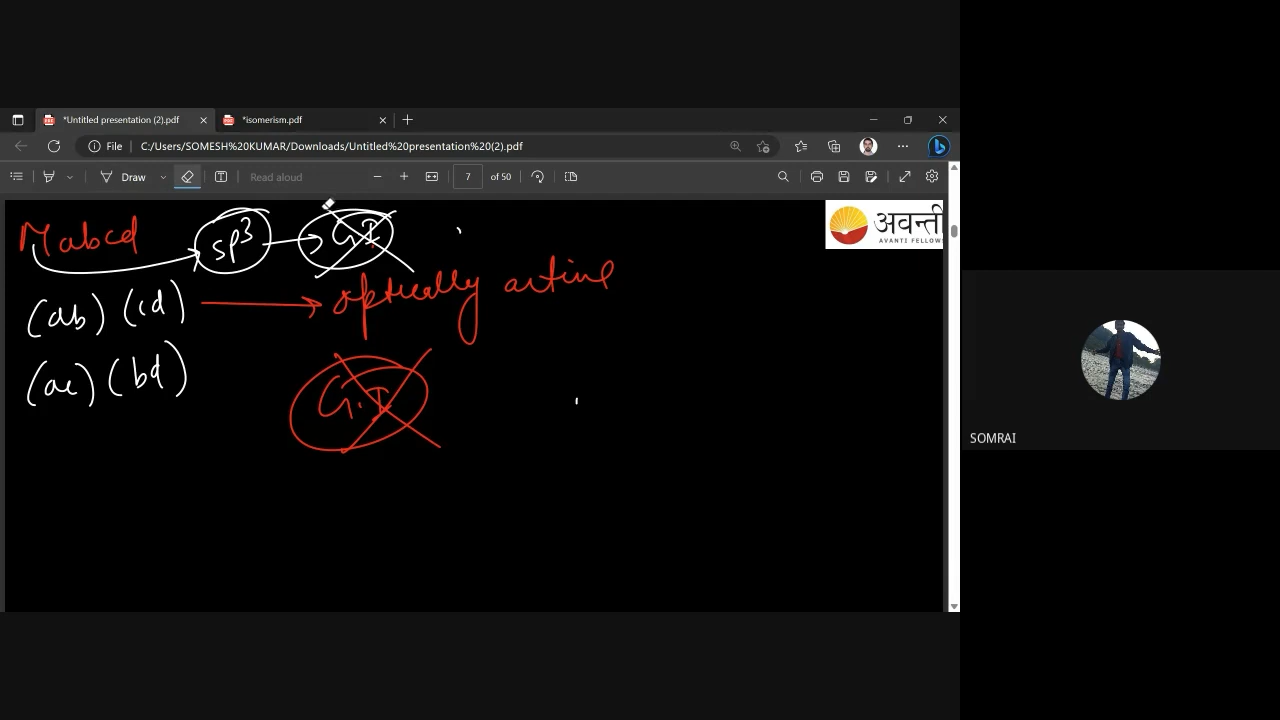 *Untitled presentation (2).pdf
*isomerism.pdf
File
C:/Users/SOMESH%20KUMAR/Downloads/Untitled%20presentation%20(2).pdf
Draw
Read aloud
7 of 50
Mabcd sp3 G.I
अवन्ती
AVANTI FELLOWS
(ab) (cd) optically active
(ac) (bd)
G.I
SOMRAI